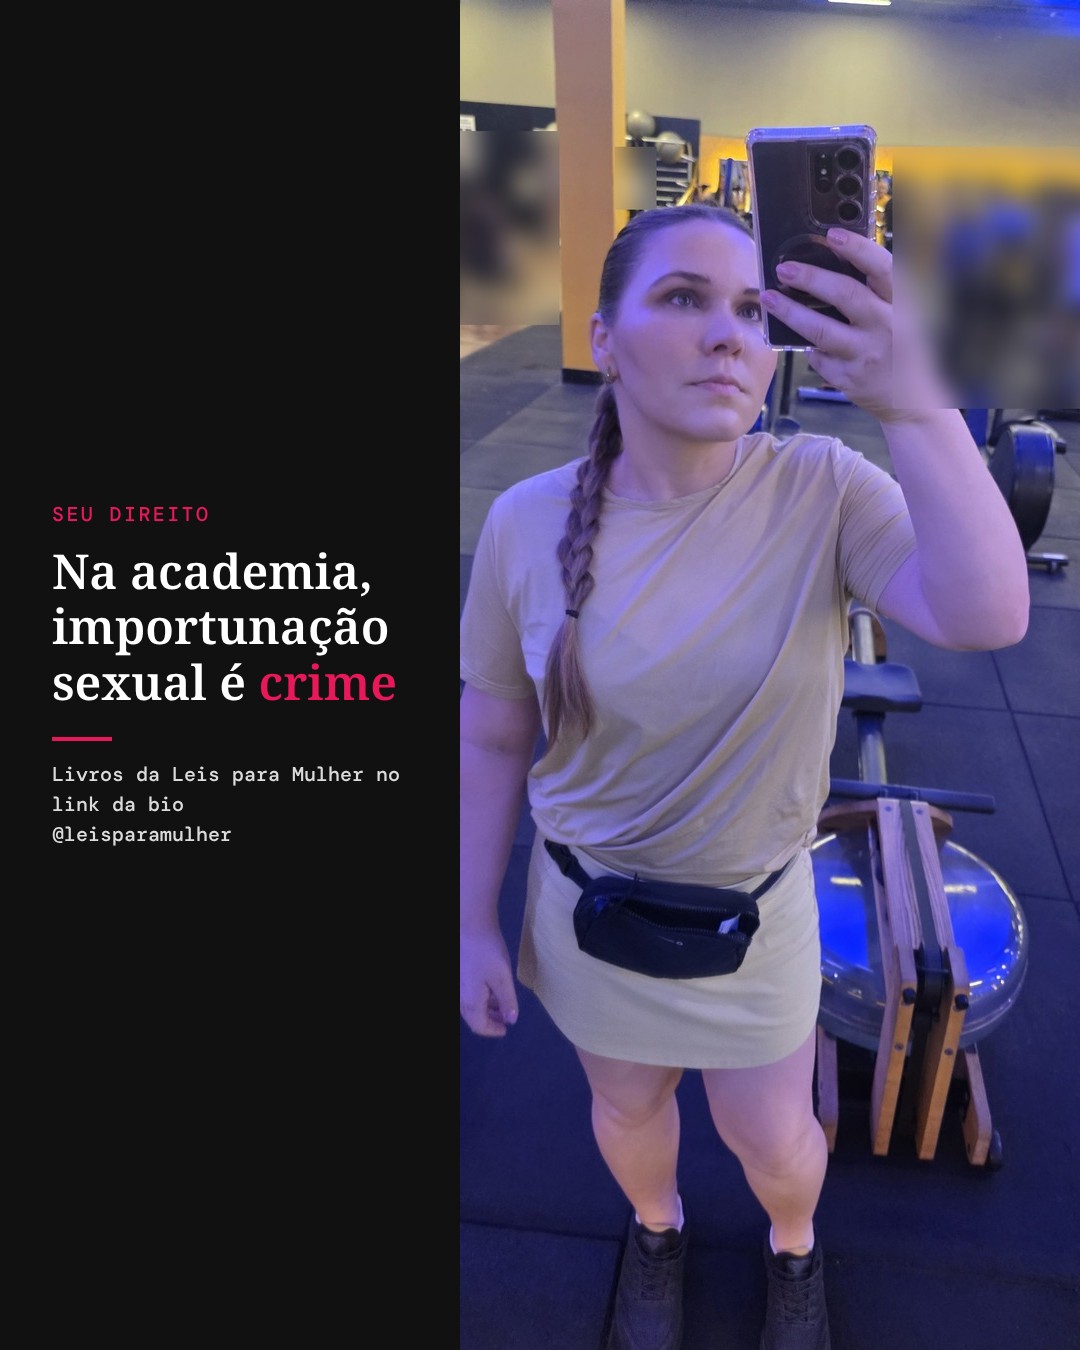 SEU DIREITO
Na academia,
importunação
sexual é crime
Livros da Leis para Mulher no
link da bio
@leisparamulher